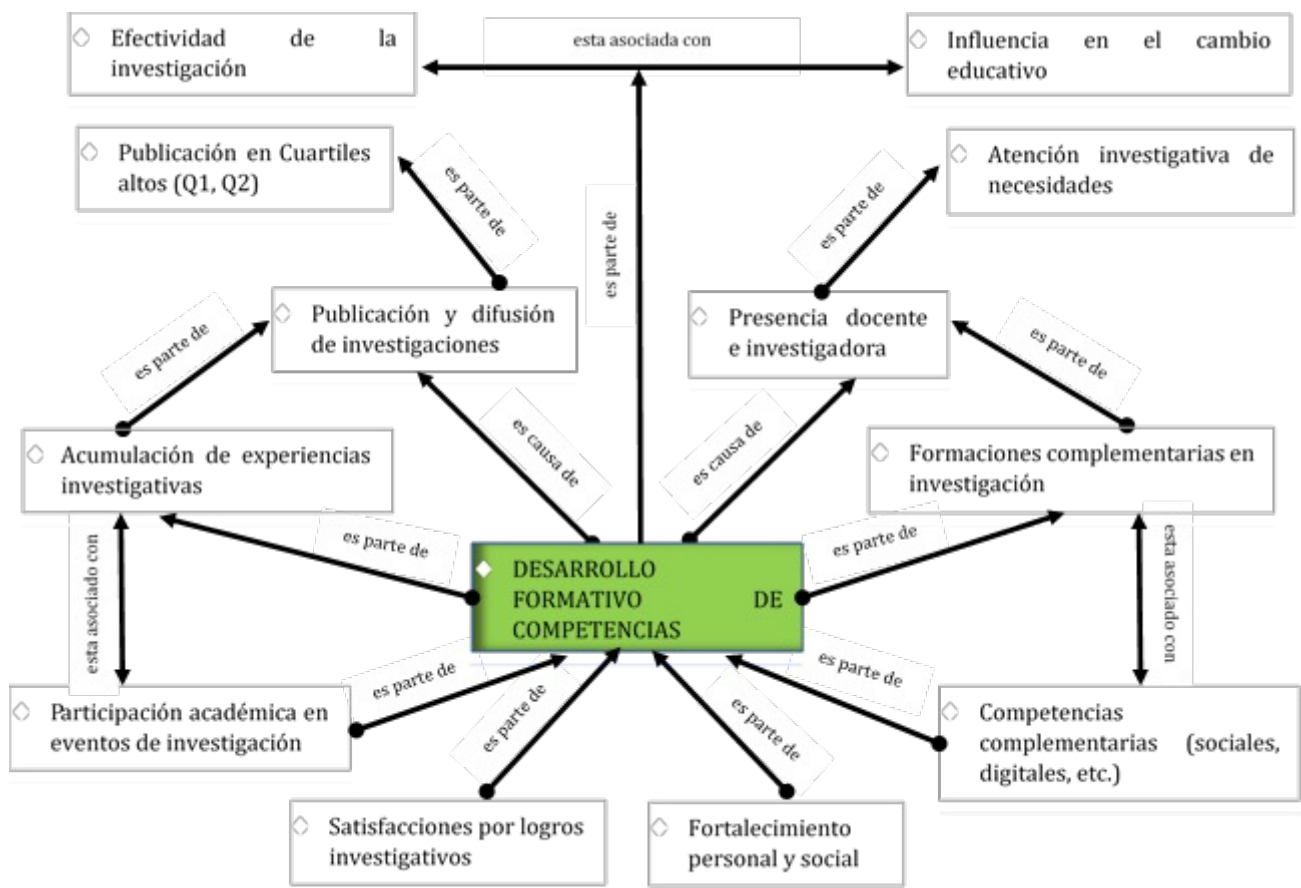 Efectividad de la
investigación
esta asociada con
Influencia en el cambio
educativo
Publicación en Cuartiles
altos (Q1, Q2)
es parte de
es parte de
es parte de
Atención investigativa de
necesidades
Publicación y difusión
de investigaciones
Presencia docente
e investigadora
es parte de
es causa de
es causa de
es parte de
Acumulación de experiencias
investigativas
Formaciones complementarias en
investigación
es parte de
es parte de
esta asociado con
DESARROLLO
FORMATIVO DE
COMPETENCIAS
esta asociado con
es parte de
es parte de
es parte de
es parte de
Participación académica en
eventos de investigación
Competencias
complementarias (sociales,
digitales, etc.)
Satisfacciones por logros
investigativos
Fortalecimiento
personal y social